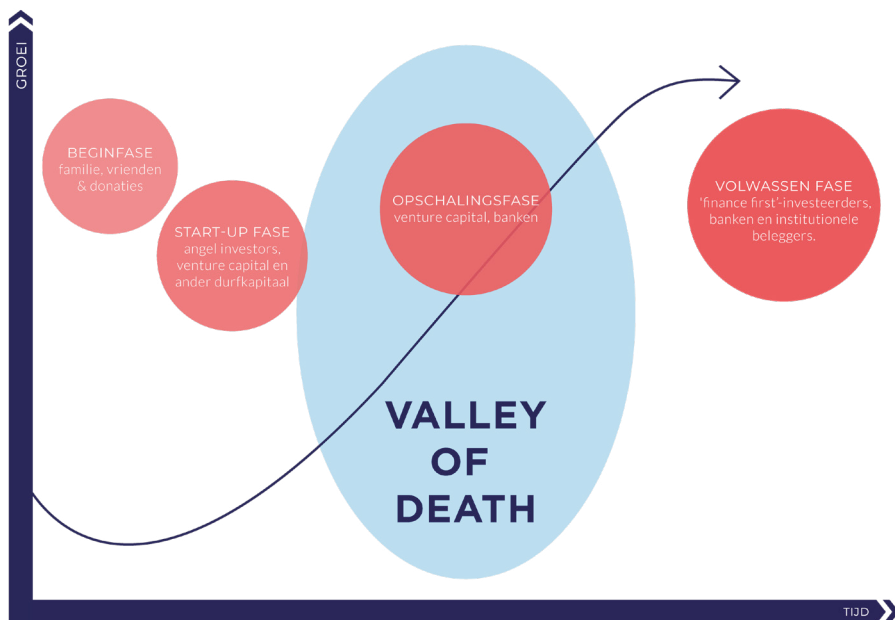 GROEI
BEGINFASE
familie, vrienden
& donaties
START-UP FASE
angel investors,
venture capital en
ander durfkapitaal
OPSCHALINGSFASE
venture capital, banken
VOLWASSEN FASE
'finance first'-investeerders,
banken en institutionele
beleggers.
VALLEY
OF
DEATH
TIJD